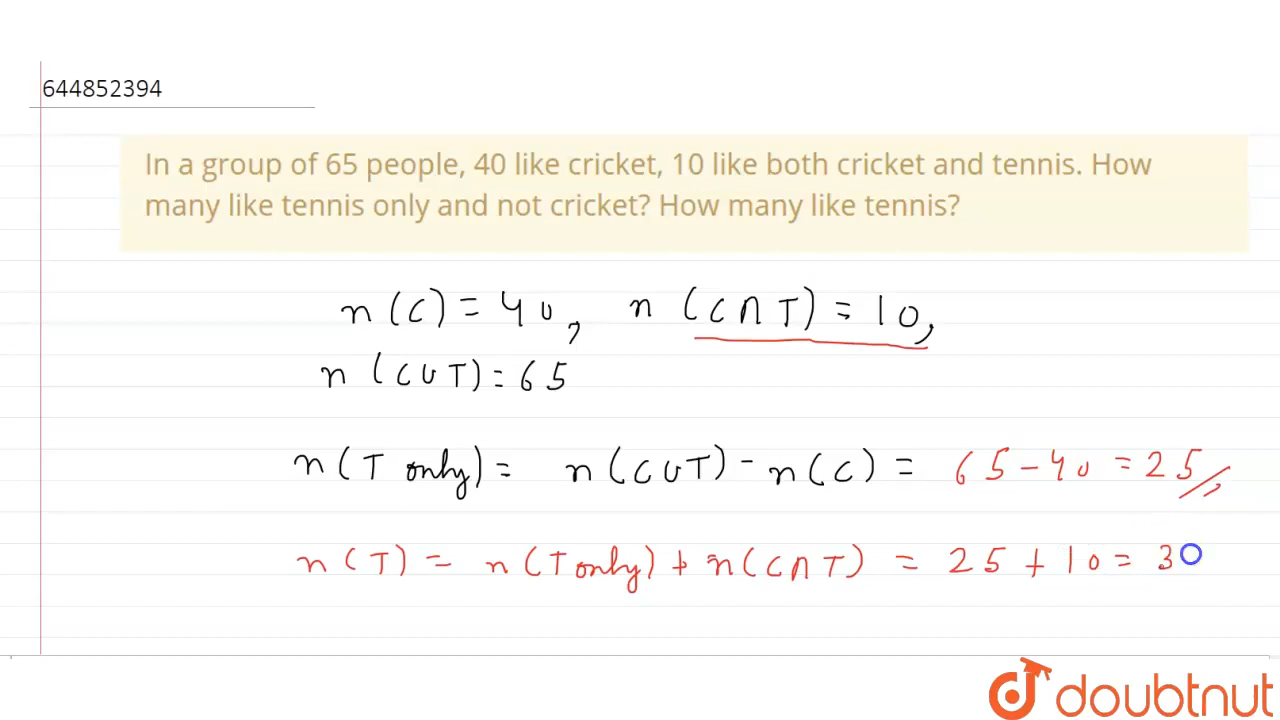 644852394
In a group of 65 people, 40 like cricket, 10 like both cricket and tennis. How
many like tennis only and not cricket? How many like tennis?
n(C) = 40, n(C∩T) = 10,
n(C∪T) = 65
n(T only) = n(C∪T) - n(C) = 65 - 40 = 25
n(T) = n(T only) + n(C∩T) = 25 + 10 = 3
doubtnut